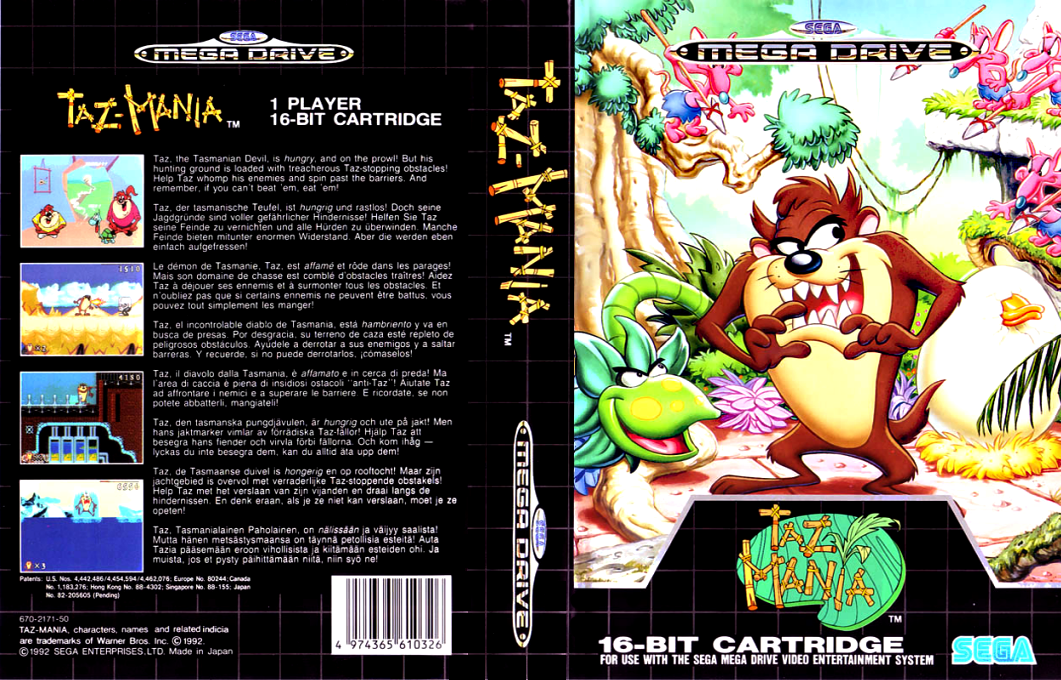 SEGA
MEGA DRIVE
TAZ-MANIA™
1 PLAYER
16-BIT CARTRIDGE
Taz, the Tasmanian Devil, is hungry, and on the prowl! But his
hunting ground is loaded with treacherous Taz-stopping obstacles!
Help Taz whomp his enemies and spin past the barriers. And
remember, if you can't beat 'em, eat 'em!
Taz, der tasmanische Teufel, ist hungrig und rastlos! Doch seine
Jagdgründe sind voller gefährlicher Hindernisse! Helfen Sie Taz
seine Feinde zu vernichten und alle Hürden zu überwinden. Manche
Feinde bieten mitunter enormen Widerstand. Aber die werden eben
einfach aufgefressen!
Le démon de Tasmanie, Taz, est affamé et rôde dans les parages!
Mais son domaine de chasse est comblé d'obstacles traîtres! Aidez
Taz à déjouer ses ennemis et à surmonter tous les obstacles. Et
n'oubliez pas que si certains ennemis ne peuvent être battus, vous
pouvez tout simplement les manger!
Taz, el incontrolable diablo de Tasmania, está hambriento y va en
busca de presas. Por desgracia, su terreno de caza esté repleto de
peligrosos obstáculos. Ayúdele a derrotar a sus enemigos y a saltar
barreras. Y recuerde, si no puede derrotarlos, ¡cómaselos!
Taz, il diavolo dalla Tasmania, è affamato e in cerca di preda! Ma
l'area di caccia è piena di insidiosi ostacoli "anti-Taz"! Aiutate Taz
ad affrontare i nemici e a superare le barriere. E ricordate, se non
potete abbatterli, mangiateli!
Taz, den tasmanska pungdjävulen, är hungrig och ute på jakt! Men
hans jaktmarker vimlar av förrädiska Taz-fällor! Hjälp Taz att
besegra hans fiender och virvla förbi fällorna. Och kom ihåg —
lyckas du inte besegra dem, kan du alltid äta upp dem!
Taz, de Tasmaanse duivel is hongerig en op rooftocht! Maar zijn
jachtgebied is overvol met verraderlijke Taz-stoppende obstakels!
Help Taz met het verslaan van zijn vijanden en draai langs de
hindernissen. En denk eraan, als je ze niet kan verslaan, moet je ze
opeten!
Taz, Tasmanialainen Paholainen, on nälissään ja väijyy saalista!
Mutta hänen metsästysmaansa on täynnä petollisia esteitä! Auta
Tazia pääsemään eroon vihollisista ja kiitämään esteiden ohi. Ja
muista, jos et pysty päihittämään niitä, niin syö ne!
1510
4150
×3
Patents: U.S. Nos. 4,442,486/4,454,594/4,462,076; Europe No. 80244; Canada
No. 1,183,276; Hong Kong No. 88-4302; Singapore No. 88-155; Japan
No. 82-205605 (Pending)
670-2171-50
TAZ-MANIA, characters, names and related indicia
are trademarks of Warner Bros. Inc. © 1992.
©1992 SEGA ENTERPRISES,LTD. Made in Japan
4 974365 610326
TAZ-MANIA™
SEGA
MEGA DRIVE
SEGA
MEGA DRIVE
TAZ
MANIA
™
16-BIT CARTRIDGE
FOR USE WITH THE SEGA MEGA DRIVE VIDEO ENTERTAINMENT SYSTEM
SEGA